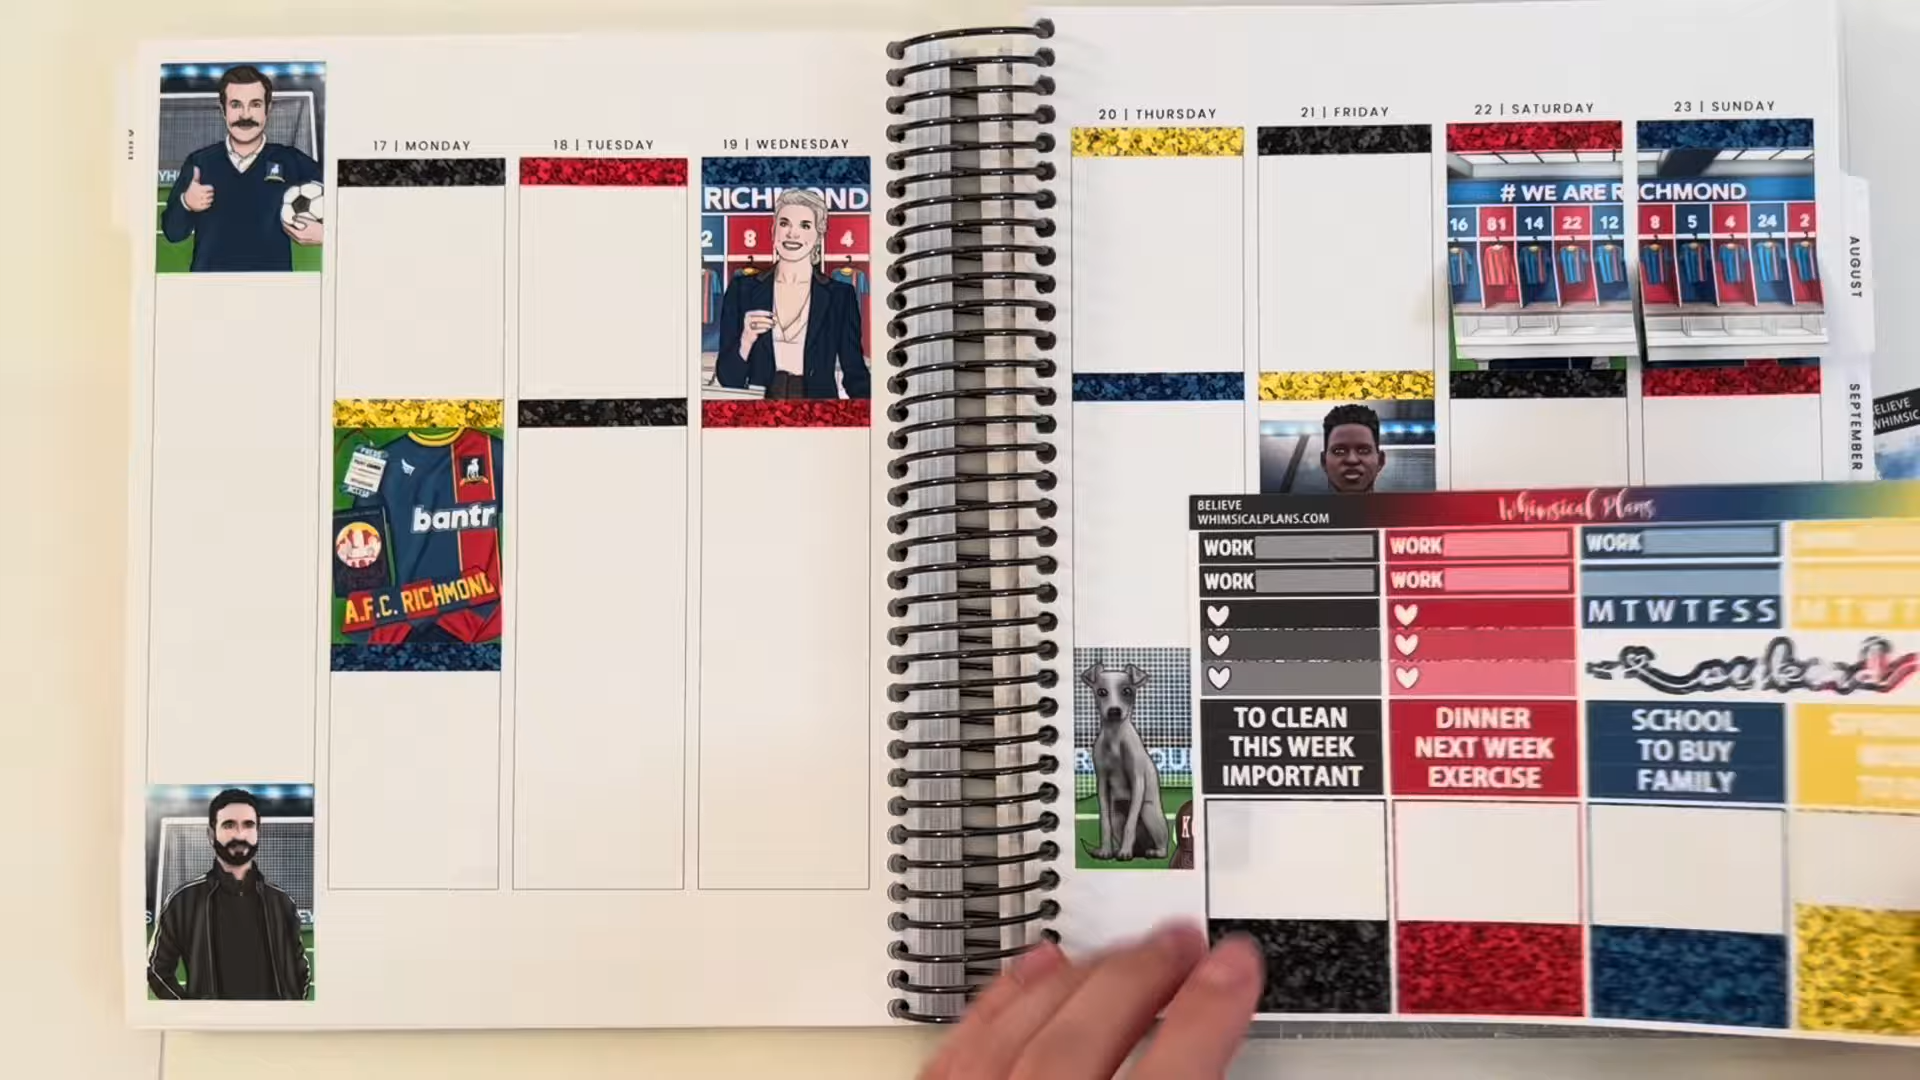 17 | MONDAY
18 | TUESDAY
19 | WEDNESDAY
RICHMOND
2 8 4
bantr
A.F.C. RICHMOND
20 | THURSDAY
21 | FRIDAY
22 | SATURDAY
23 | SUNDAY
# WE ARE RICHMOND
16 81 14 22 12 8 5 4 24 2
AUGUST
SEPTEMBER
BELIEVE
WHIMSICALPLANS.COM
Whimsical Plans
WORK WORK WORK
WORK WORK
M T W T F S S
weekend
TO CLEAN
THIS WEEK
IMPORTANT
DINNER
NEXT WEEK
EXERCISE
SCHOOL
TO BUY
FAMILY